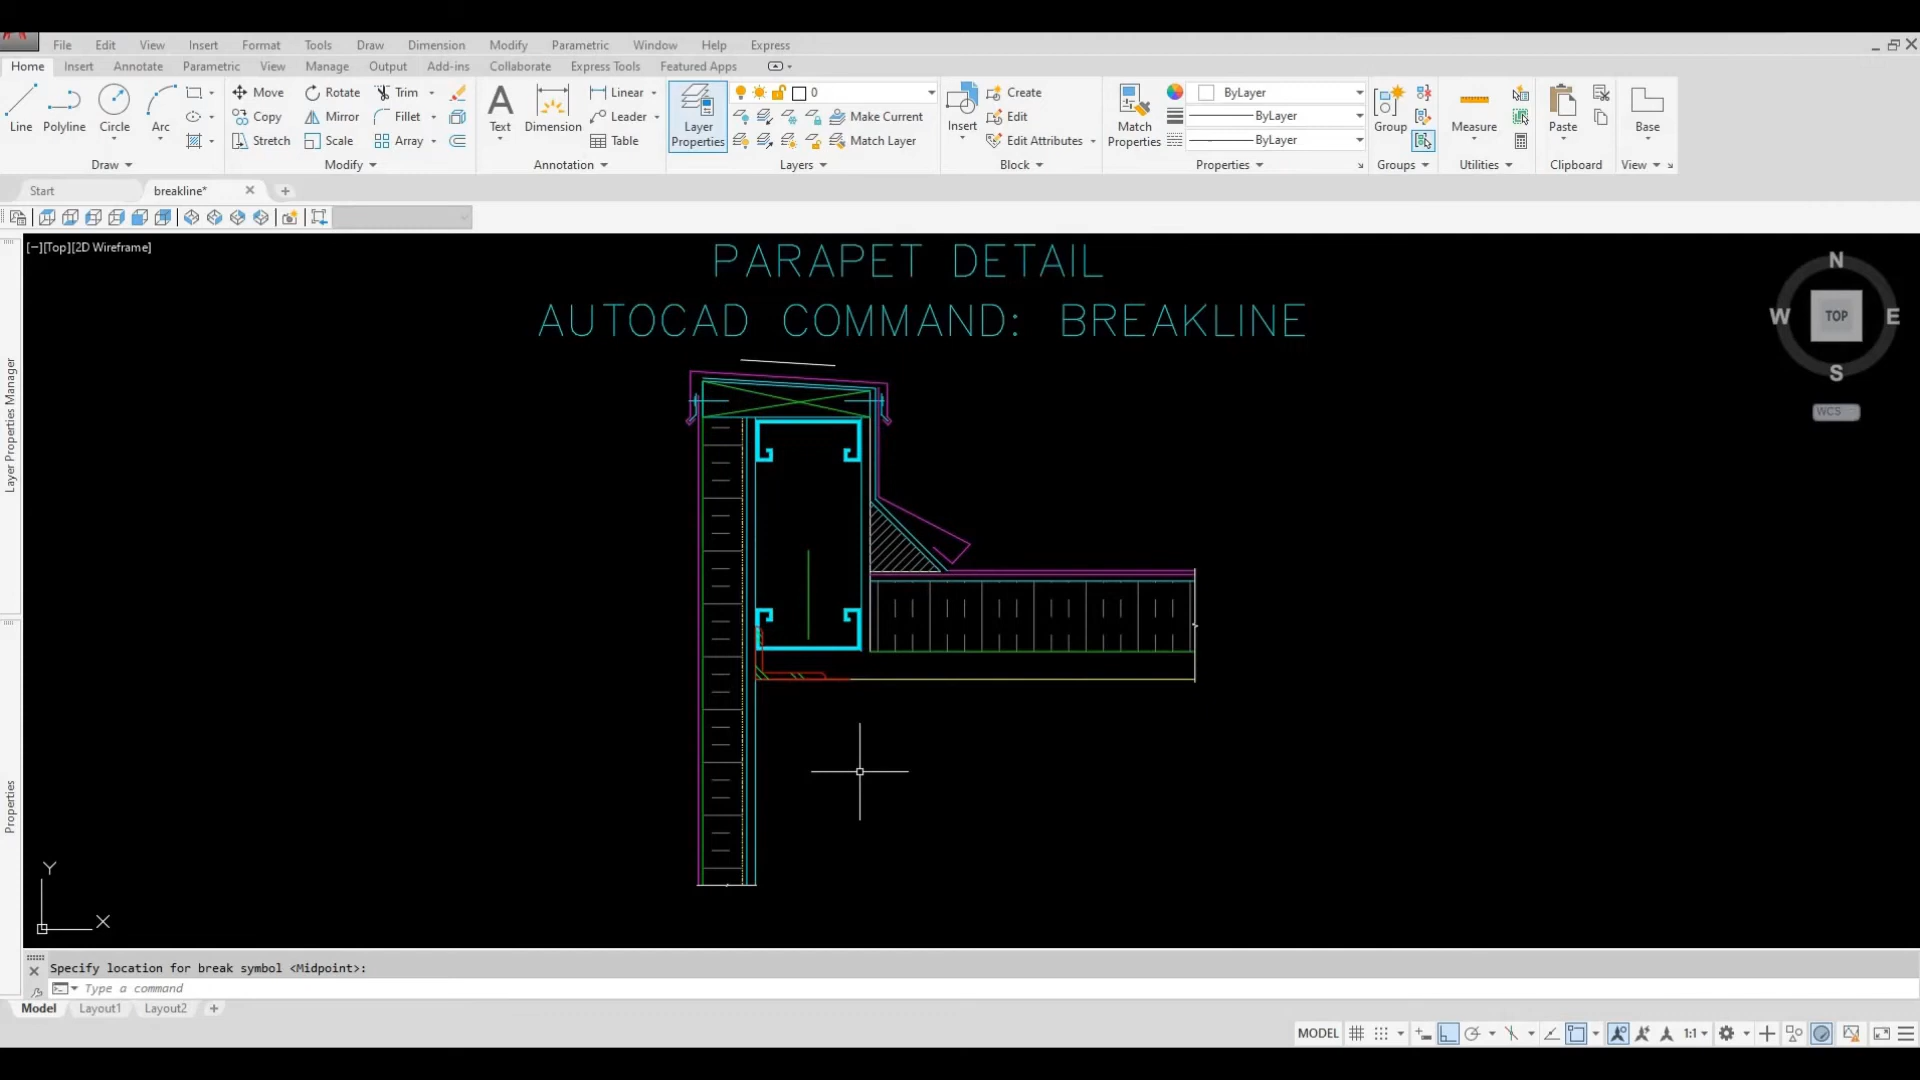 File Edit View Insert Format Tools Draw Dimension Modify Parametric Window Help Express
Home Insert Annotate Parametric View Manage Output Add-ins Collaborate Express Tools Featured Apps
Line Polyline Circle Arc
Move Rotate Trim
Copy Mirror Fillet
Stretch Scale Array
Text Dimension
Linear
Leader
Table
Layer Properties
0
Make Current
Match Layer
Insert
Create
Edit
Edit Attributes
Match Properties
ByLayer
ByLayer
ByLayer
Group
Measure
Paste
Base
Draw Modify Annotation Layers Block Properties Groups Utilities Clipboard View
Start breakline*
[−][Top][2D Wireframe]
PARAPET DETAIL
AUTOCAD COMMAND: BREAKLINE
N
W TOP E
S
WCS
Layer Properties Manager
Properties
Y
X
Specify location for break symbol <Midpoint>:
Type a command
Model Layout1 Layout2
MODEL 1:1